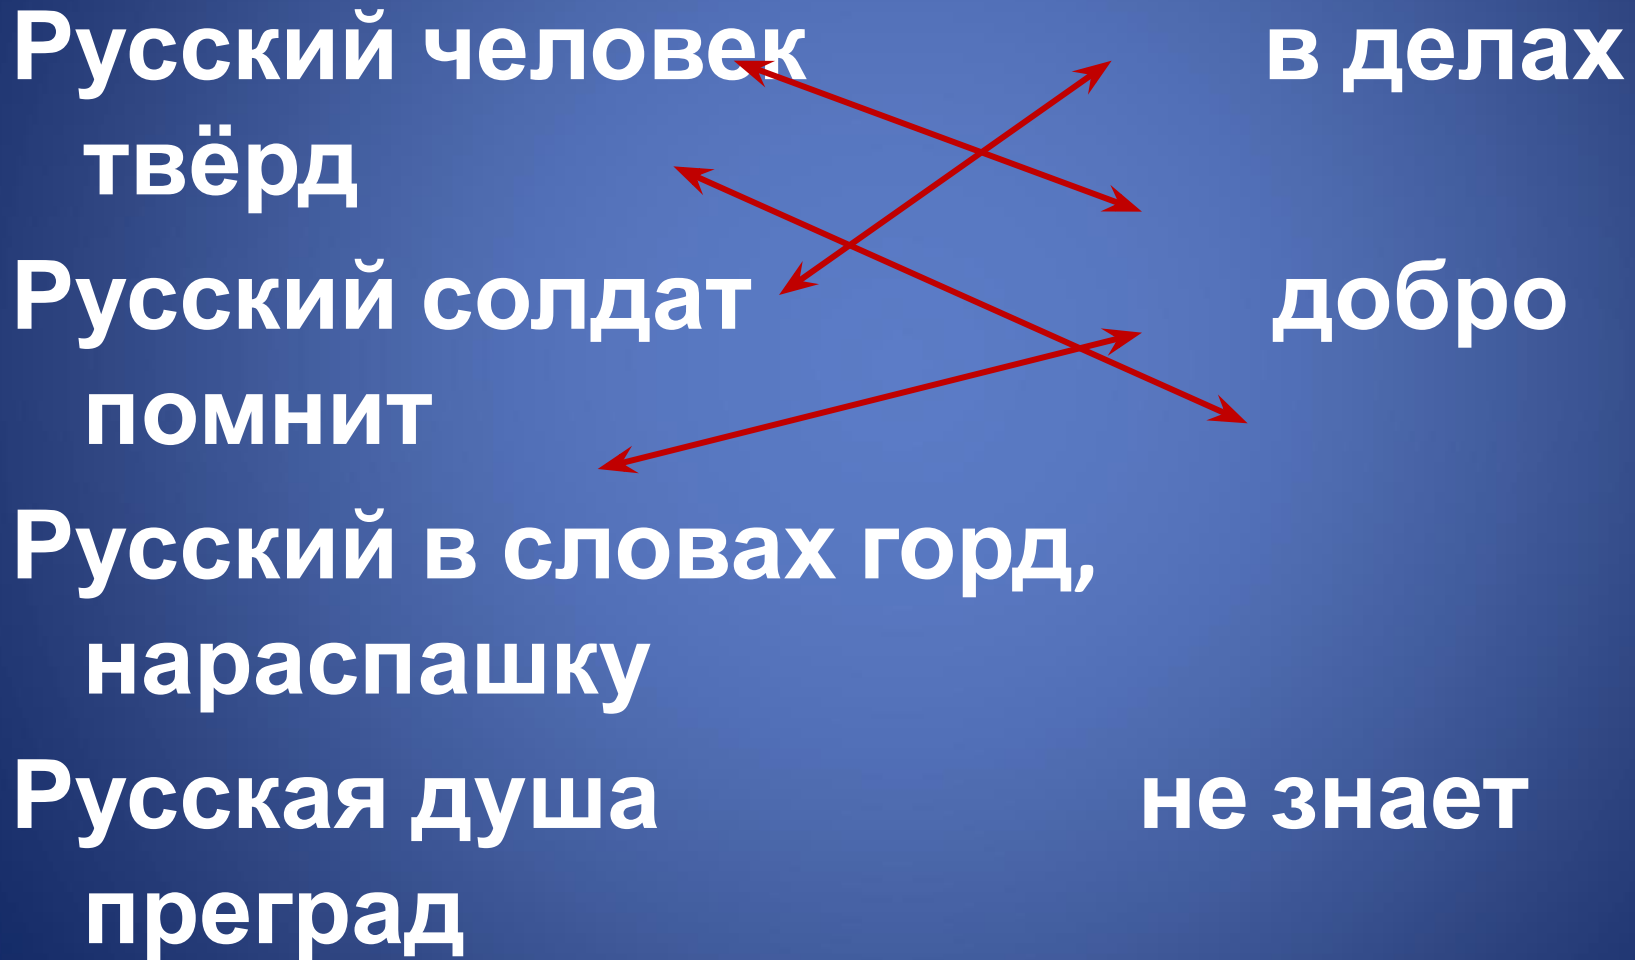 Русский человек в делах
твёрд
Русский солдат добро
помнит
Русский в словах горд,
нараспашку
Русская душа не знает
преград